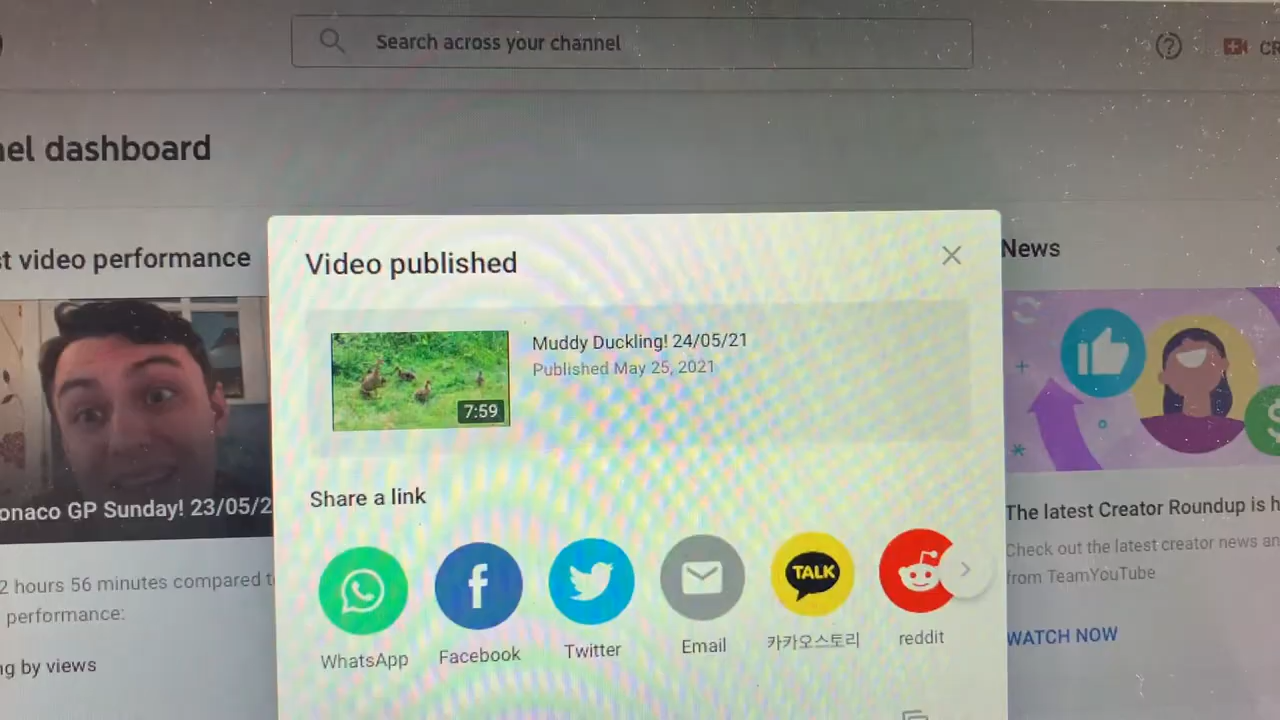 Search across your channel
CR
nel dashboard
st video performance
Video published
News
Muddy Duckling! 24/05/21
Published May 25, 2021
7:59
onaco GP Sunday! 23/05/2
Share a link
The latest Creator Roundup is h
Check out the latest creator news an
from TeamYouTube
2 hours 56 minutes compared t
performance:
TALK
WhatsApp
Facebook
Twitter
Email
카카오스토리
reddit
WATCH NOW
ng by views